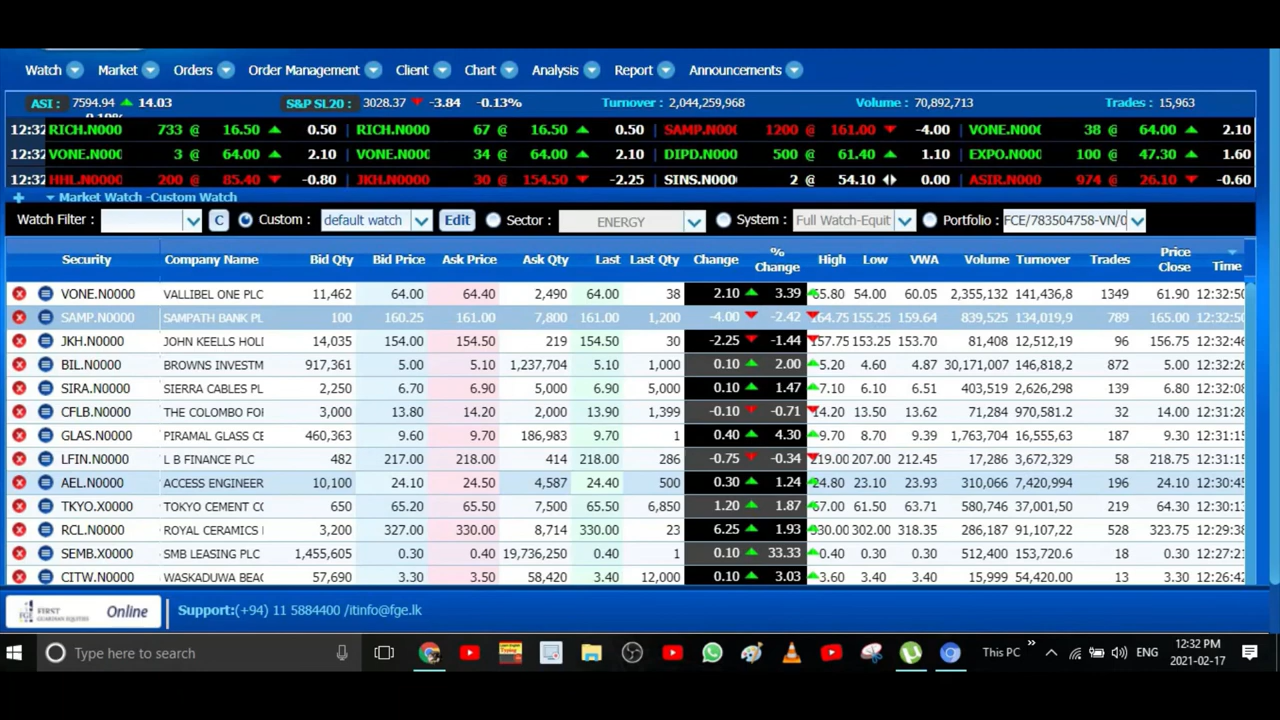 Watch Market Orders Order Management Client Chart Analysis Report Announcements
ASI : 7594.94 14.03 S&P SL20 : 3028.37 -3.84 -0.13% Turnover : 2,044,259,968 Volume : 70,892,713 Trades : 15,963
12:32 RICH.N000 733 @ 16.50 0.50 RICH.N000 67 @ 16.50 0.50 SAMP.N000 1200 @ 161.00 -4.00 VONE.N000 38 @ 64.00 2.10
12:32 VONE.N000 3 @ 64.00 2.10 VONE.N000 34 @ 64.00 2.10 DIPD.N000 500 @ 61.40 1.10 EXPO.N000 100 @ 47.30 1.60
12:32 HHL.N0000 200 @ 85.40 -0.80 JKH.N0000 30 @ 154.50 -2.25 SINS.N000 2 @ 54.10 0.00 ASIR.N000 974 @ 26.10 -0.60
Market Watch -Custom Watch
Watch Filter : C Custom : default watch Edit Sector : ENERGY System : Full Watch-Equit Portfolio : FCE/783504758-VN/0
Security Company Name Bid Qty Bid Price Ask Price Ask Qty Last Last Qty Change % Change High Low VWA Volume Turnover Trades Price Close Time
VONE.N0000 VALLIBEL ONE PLC 11,462 64.00 64.40 2,490 64.00 38 2.10 3.39 65.80 54.00 60.05 2,355,132 141,436,8 1349 61.90 12:32:50
SAMP.N0000 SAMPATH BANK PL 100 160.25 161.00 7,800 161.00 1,200 -4.00 -2.42 164.75 155.25 159.64 839,525 134,019,9 789 165.00 12:32:50
JKH.N0000 JOHN KEELLS HOLI 14,035 154.00 154.50 219 154.50 30 -2.25 -1.44 157.75 153.25 153.70 81,408 12,512,19 96 156.75 12:32:46
BIL.N0000 BROWNS INVESTM 917,361 5.00 5.10 1,237,704 5.10 1,000 0.10 2.00 5.20 4.60 4.87 30,171,007 146,818,2 872 5.00 12:32:26
SIRA.N0000 SIERRA CABLES PL 2,250 6.70 6.90 5,000 6.90 5,000 0.10 1.47 7.10 6.10 6.51 403,519 2,626,298 139 6.80 12:32:08
CFLB.N0000 THE COLOMBO FOR 3,000 13.80 14.20 2,000 13.90 1,399 -0.10 -0.71 14.20 13.50 13.62 71,284 970,581.2 32 14.00 12:31:28
GLAS.N0000 PIRAMAL GLASS CE 460,363 9.60 9.70 186,983 9.70 1 0.40 4.30 9.70 8.70 9.39 1,763,704 16,555,63 187 9.30 12:31:15
LFIN.N0000 L B FINANCE PLC 482 217.00 218.00 414 218.00 286 -0.75 -0.34 219.00 207.00 212.45 17,286 3,672,329 58 218.75 12:31:15
AEL.N0000 ACCESS ENGINEER 10,100 24.10 24.50 4,587 24.40 500 0.30 1.24 24.80 23.10 23.93 310,066 7,420,994 196 24.10 12:30:45
TKYO.X0000 TOKYO CEMENT CO 650 65.20 65.50 7,500 65.50 6,850 1.20 1.87 67.00 61.50 63.71 580,746 37,001,50 219 64.30 12:30:13
RCL.N0000 ROYAL CERAMICS 3,200 327.00 330.00 8,714 330.00 23 6.25 1.93 330.00 302.00 318.35 286,187 91,107,22 528 323.75 12:29:38
SEMB.X0000 SMB LEASING PLC 1,455,605 0.30 0.40 19,736,250 0.40 1 0.10 33.33 0.40 0.30 0.30 512,400 153,720.6 18 0.30 12:27:21
CITW.N0000 WASKADUWA BEAC 57,690 3.30 3.50 58,420 3.40 12,000 0.10 3.03 3.60 3.40 3.40 15,999 54,420.00 13 3.30 12:26:42
FIRST GUARDIAN EQUITIES Online Support:(+94) 11 5884400 /itinfo@fge.lk
Type here to search This PC ENG 12:32 PM
2021-02-17